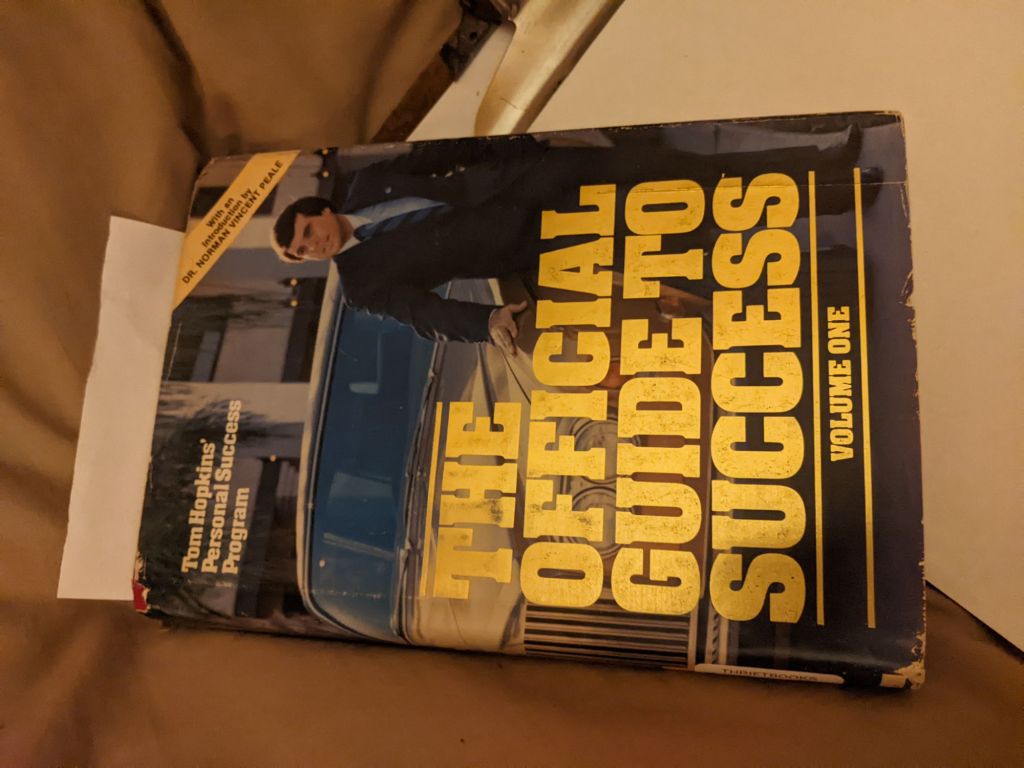 With an
Introduction by
DR. NORMAN VINCENT PEALE
Tom Hopkins'
Personal Success
Program
THE
OFFICIAL
GUIDE TO
SUCCESS
VOLUME ONE
THRIFTBOOKS